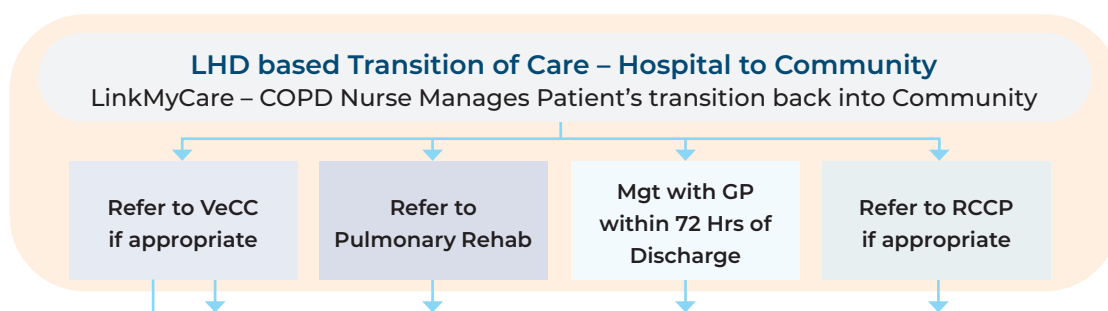 LHD based Transition of Care – Hospital to Community
LinkMyCare – COPD Nurse Manages Patient’s transition back into Community
Refer to VeCC
if appropriate
Refer to
Pulmonary Rehab
Mgt with GP
within 72 Hrs of
Discharge
Refer to RCCP
if appropriate